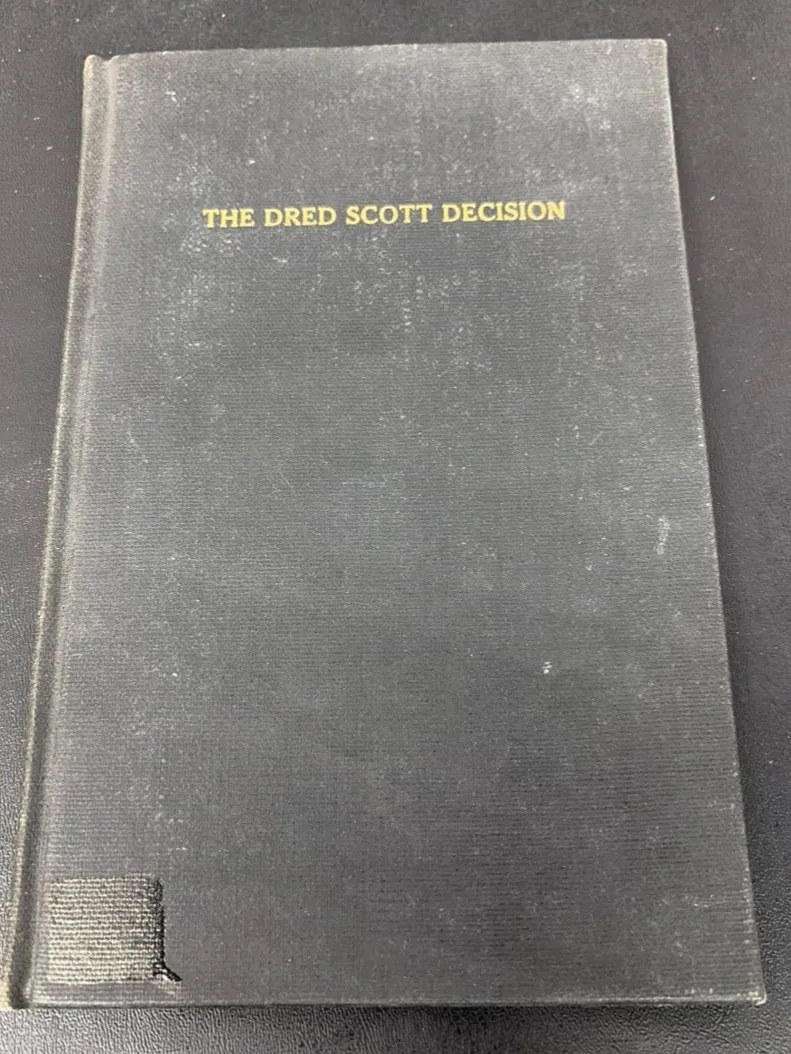 THE DRED SCOTT DECISION